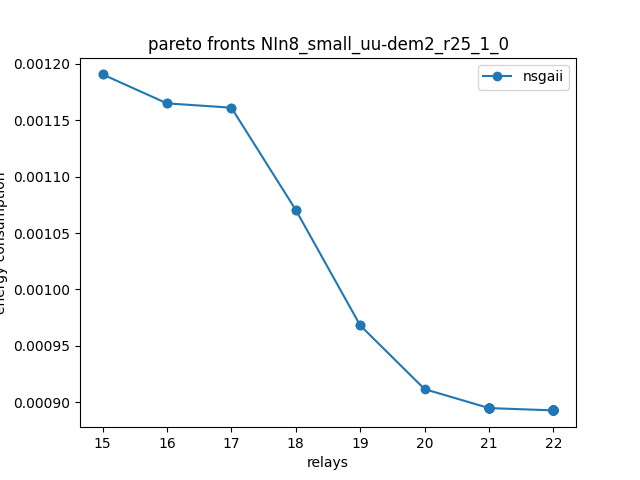 pareto fronts NIn8_small_uu-dem2_r25_1_0
nsgaii
0.00120
0.00115
0.00110
0.00105
0.00100
0.00095
0.00090
energy consumption
15 16 17 18 19 20 21 22
relays